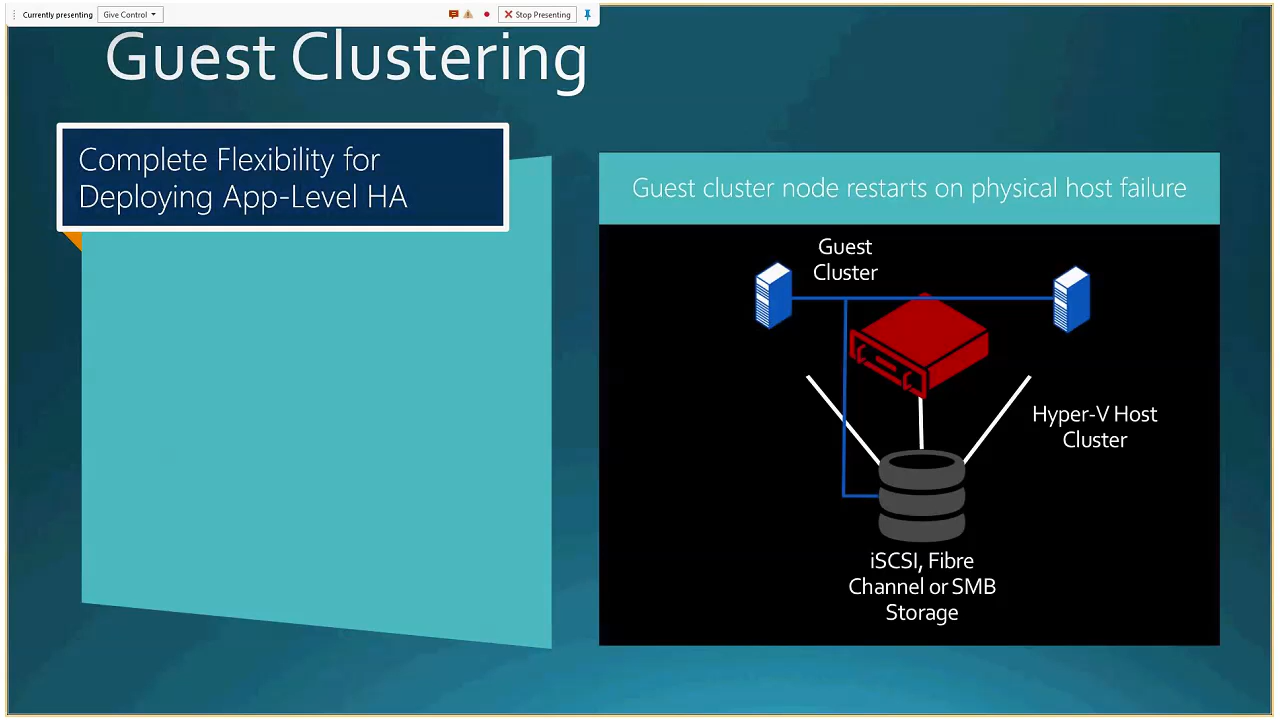 Currently presenting
Give Control
Stop Presenting
Guest Clustering
Complete Flexibility for
Deploying App-Level HA
Guest cluster node restarts on physical host failure
Guest
Cluster
Hyper-V Host
Cluster
iSCSI, Fibre
Channel or SMB
Storage